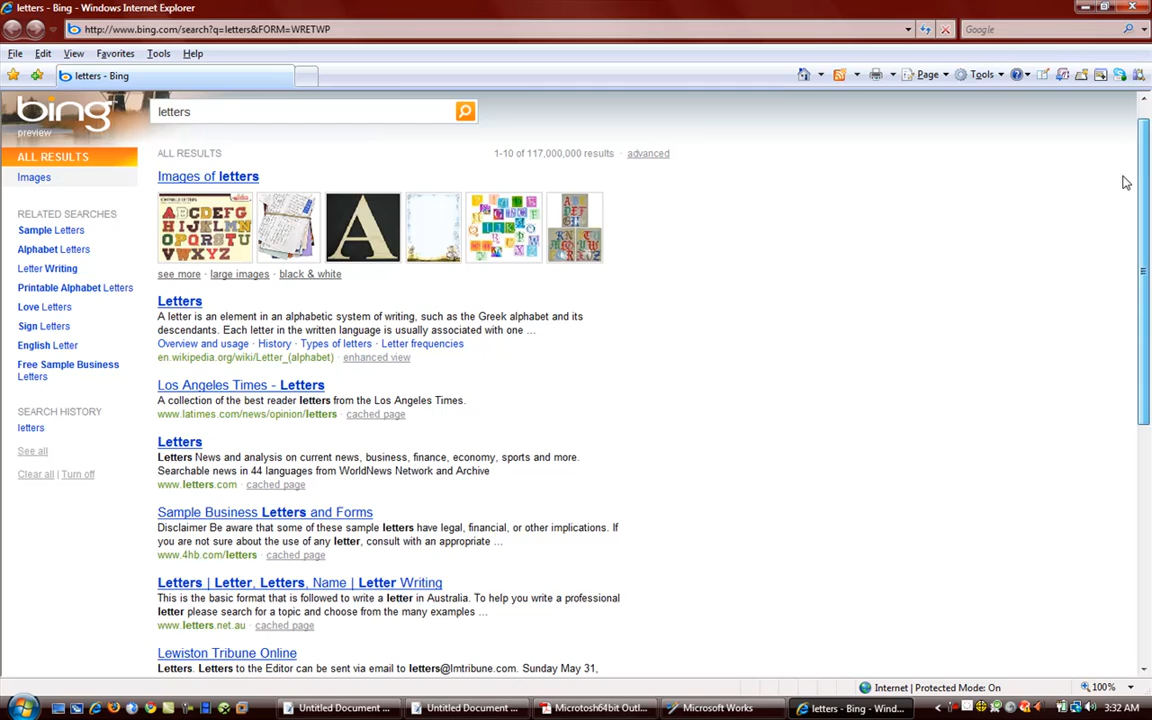 letters - Bing - Windows Internet Explorer
http://www.bing.com/search?q=letters&FORM=WRETWP
Google
File Edit View Favorites Tools Help
letters - Bing
Page Tools
bing
preview
letters
ALL RESULTS
Images
RELATED SEARCHES
Sample Letters
Alphabet Letters
Letter Writing
Printable Alphabet Letters
Love Letters
Sign Letters
English Letter
Free Sample Business
Letters
SEARCH HISTORY
letters
See all
Clear all | Turn off
ALL RESULTS 1-10 of 117,000,000 results · advanced
Images of letters
A
see more · large images · black & white
Letters
A letter is an element in an alphabetic system of writing, such as the Greek alphabet and its
descendants. Each letter in the written language is usually associated with one ...
Overview and usage · History · Types of letters · Letter frequencies
en.wikipedia.org/wiki/Letter_(alphabet) · enhanced view
Los Angeles Times - Letters
A collection of the best reader letters from the Los Angeles Times.
www.latimes.com/news/opinion/letters · cached page
Letters
Letters News and analysis on current news, business, finance, economy, sports and more.
Searchable news in 44 languages from WorldNews Network and Archive
www.letters.com · cached page
Sample Business Letters and Forms
Disclaimer Be aware that some of these sample letters have legal, financial, or other implications. If
you are not sure about the use of any letter, consult with an appropriate ...
www.4hb.com/letters · cached page
Letters | Letter, Letters, Name | Letter Writing
This is the basic format that is followed to write a letter in Australia. To help you write a professional
letter please search for a topic and choose from the many examples ...
www.letters.net.au · cached page
Lewiston Tribune Online
Letters. Letters to the Editor can be sent via email to letters@lmtribune.com. Sunday May 31,
Internet | Protected Mode: On 100%
Untitled Document ... Untitled Document ... Microtosh64bit Outl... Microsoft Works letters - Bing - Wind... 3:32 AM